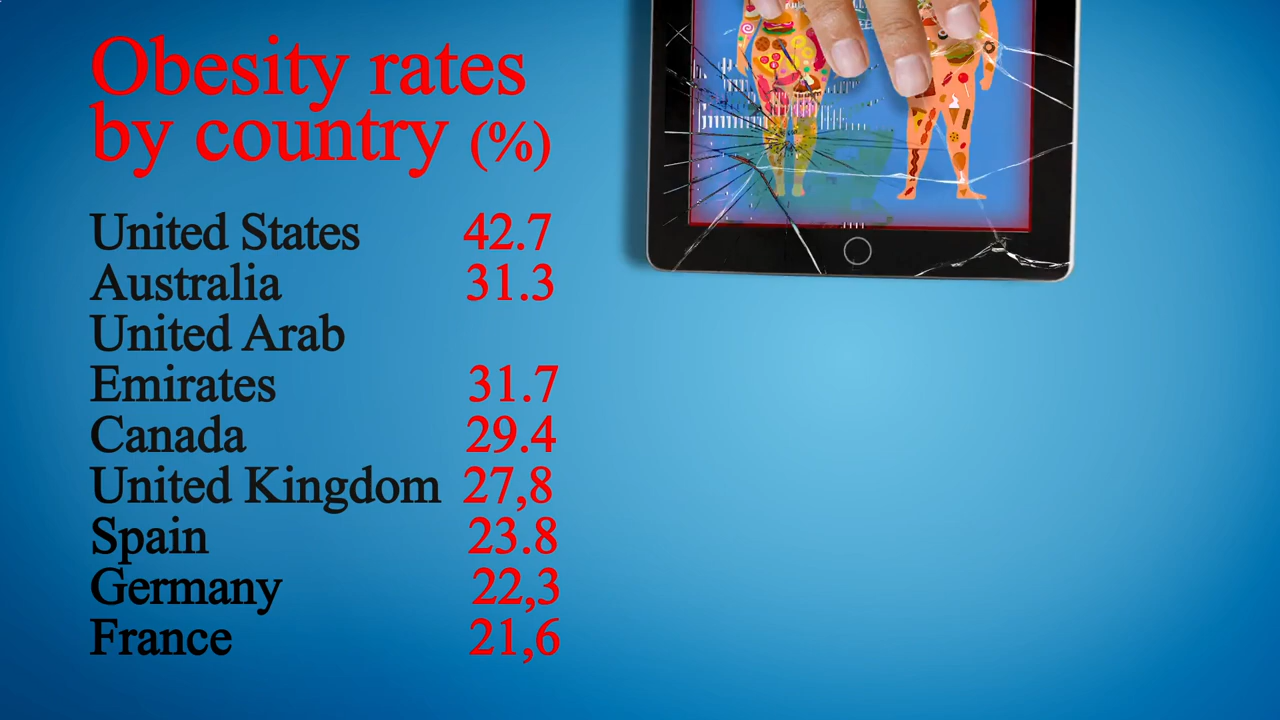 Obesity rates
by country (%)
United States 42.7
Australia 31.3
United Arab
Emirates 31.7
Canada 29.4
United Kingdom 27,8
Spain 23.8
Germany 22,3
France 21,6